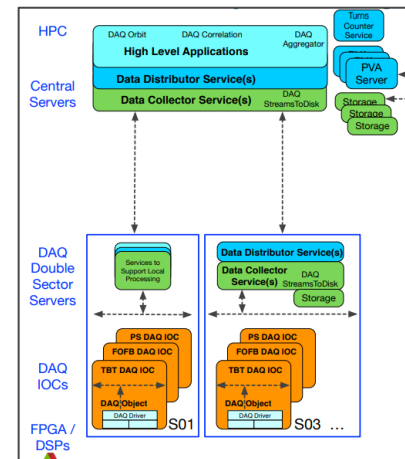 HPC
DAQ Orbit
DAQ Correlation
DAQ
Aggregator
High Level Applications
Data Distributor Service(s)
Data Collector Service(s)
DAQ
StreamsToDisk
Turns
Counter
Service
PVA
Server
Storage
Storage
Storage
Central
Servers
DAQ
Double
Sector
Servers
Services to
Support Local
Processing
Data Distributor Service(s)
Data Collector
Service(s)
DAQ
StreamsToDisk
Storage
DAQ
IOCs
PS DAQ IOC
FOFB DAQ IOC
TBT DAQ IOC
DAQ Object
DAQ Driver
S01
PS DAQ IOC
FOFB DAQ IOC
TBT DAQ IOC
DAQ Object
DAQ Driver
S03 ...
FPGA /
DSPs